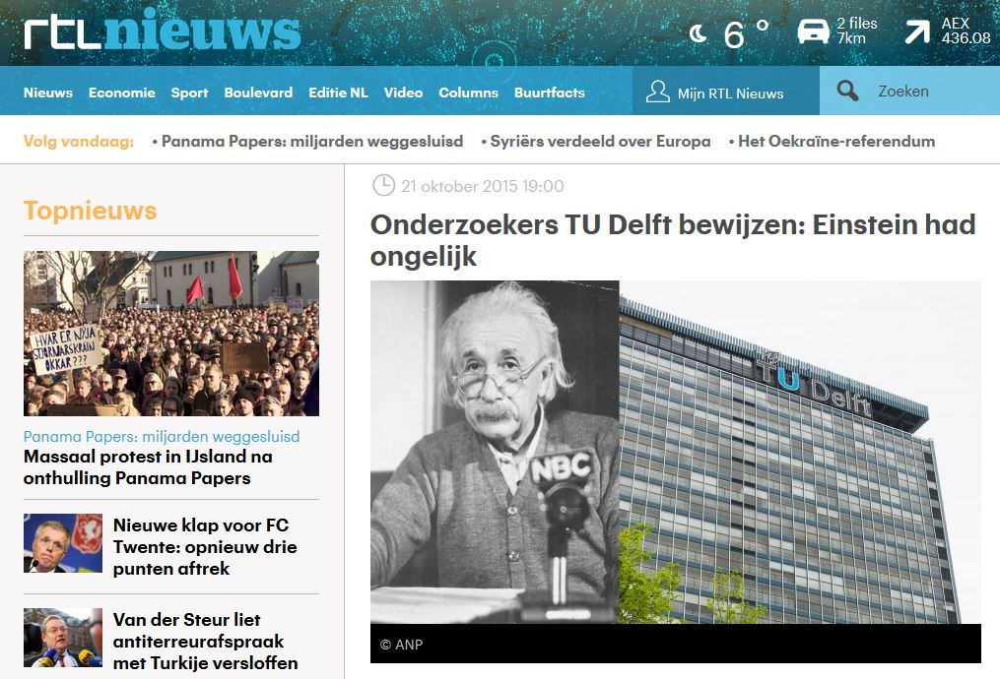 rtlnieuws
6°
2 files
7km
AEX
436.08
Nieuws Economie Sport Boulevard Editie NL Video Columns Buurtfacts
Mijn RTL Nieuws
Zoeken
Volg vandaag: • Panama Papers: miljarden weggesluisd • Syriërs verdeeld over Europa • Het Oekraïne-referendum
Topnieuws
HVAR ER NÝJA
STJÓRNARSKRÁIN
OKKAR???
Panama Papers: miljarden weggesluisd
Massaal protest in IJsland na
onthulling Panama Papers
Nieuwe klap voor FC
Twente: opnieuw drie
punten aftrek
Van der Steur liet
antiterreurafspraak
met Turkije versloffen
21 oktober 2015 19:00
Onderzoekers TU Delft bewijzen: Einstein had
ongelijk
NBC
TU Delft
© ANP